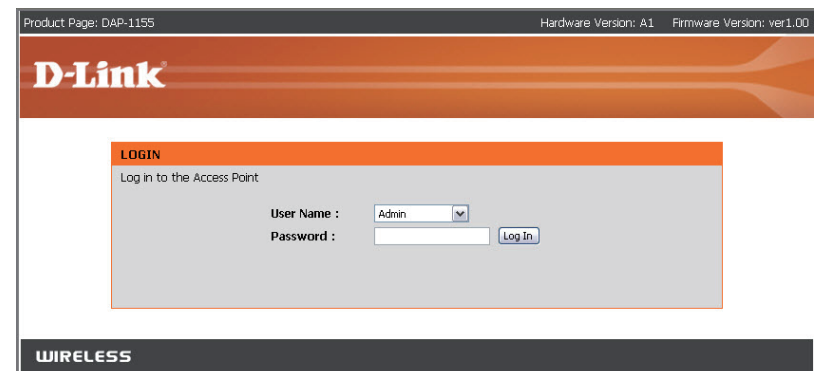 Product Page: DAP-1155 Hardware Version: A1 Firmware Version: ver1.00
D-Link
LOGIN
Log in to the Access Point
User Name : Admin
Password : Log In
WIRELESS